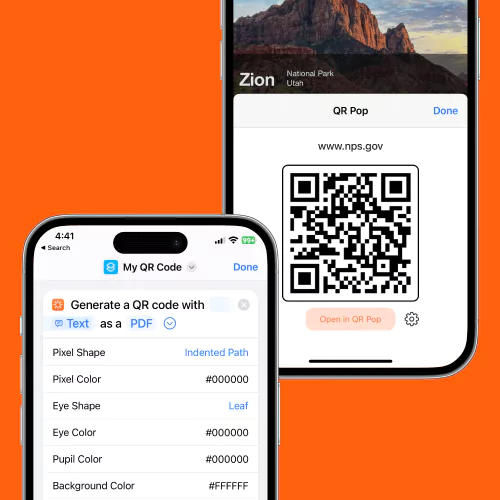 Zion
National Park
Utah
QR Pop
Done
www.nps.gov
Open in QR Pop
4:41
99+
Search
My QR Code
Done
Generate a QR code with
Text as a PDF
Pixel Shape
Indented Path
Pixel Color
#000000
Eye Shape
Leaf
Eye Color
#000000
Pupil Color
#000000
Background Color
#FFFFFF